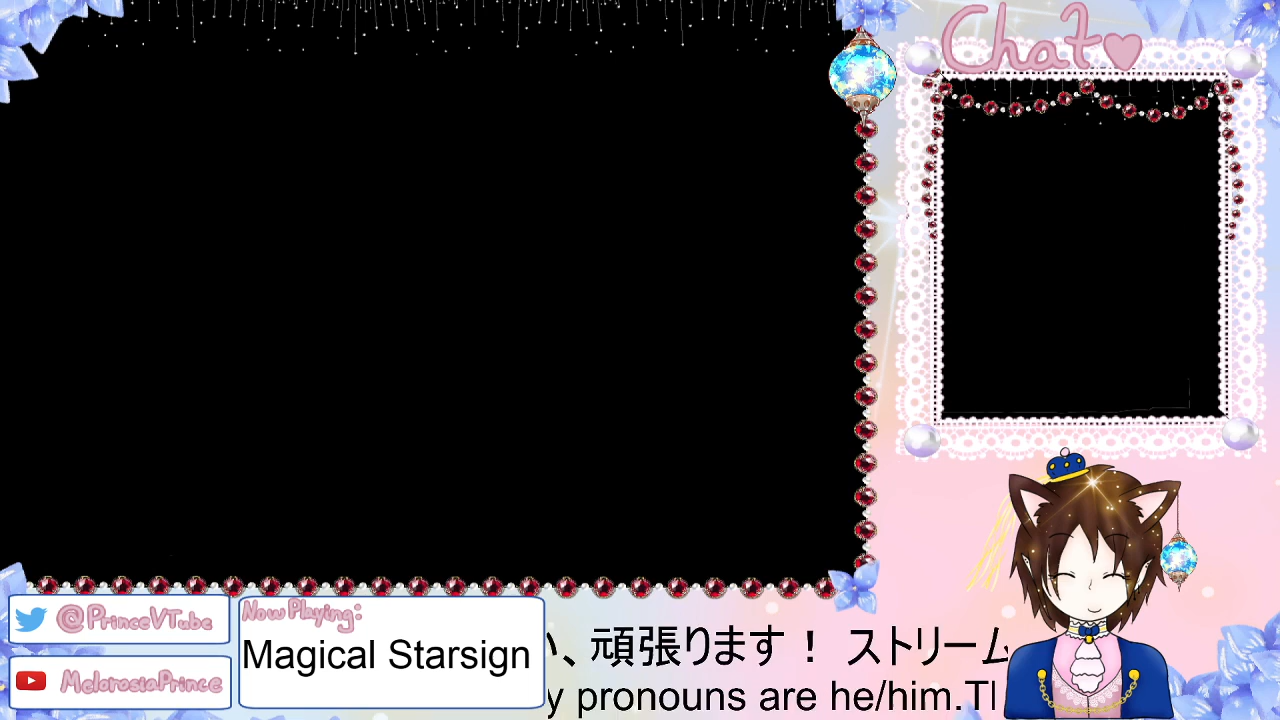 Chat♥
@PrinceVTube
MelorosiaPrince
Now Playing:
Magical Starsign
い、頑張ります！ ストリーム
y pronouns are he/him.Th